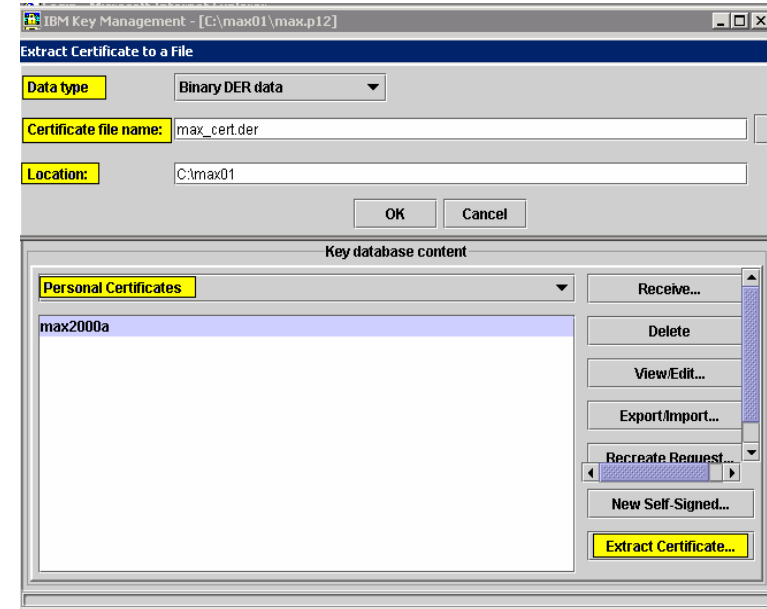 IBM Key Management - [C:\max01\max.p12]
Extract Certificate to a File
Data type Binary DER data
Certificate file name: max_cert.der
Location: C:\max01
OK Cancel
Key database content
Personal Certificates
Receive...
max2000a
Delete
View/Edit...
Export/Import...
Recreate Request...
New Self-Signed...
Extract Certificate...